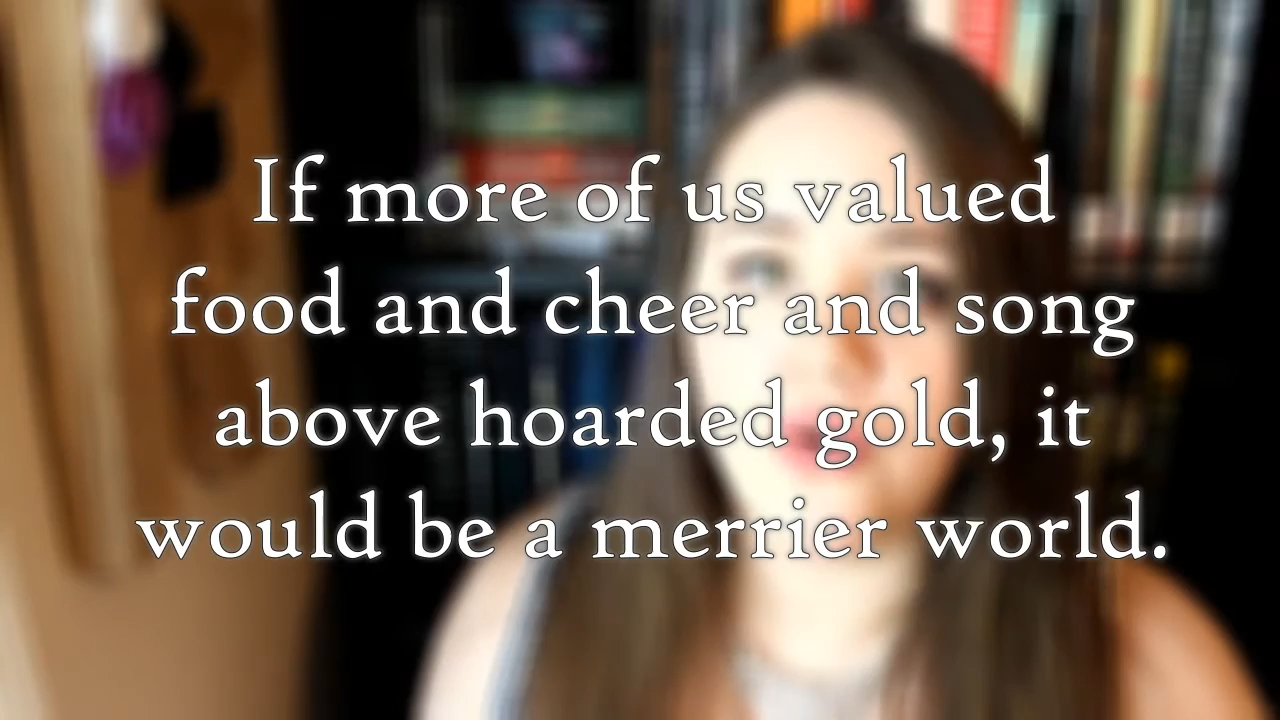 If more of us valued
food and cheer and song
above hoarded gold, it
would be a merrier world.